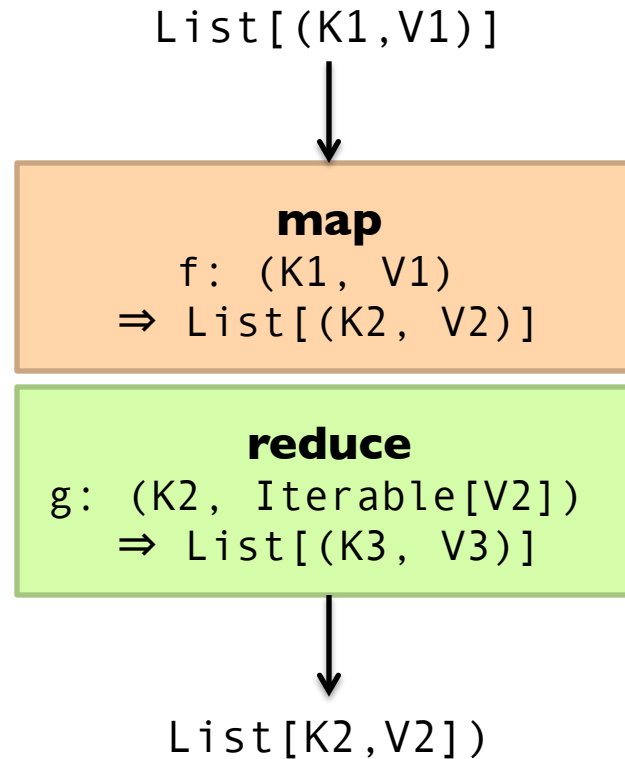 List[(K1,V1)]
map
f: (K1, V1)
⇒ List[(K2, V2)]
reduce
g: (K2, Iterable[V2])
⇒ List[(K3, V3)]
List[K2,V2])